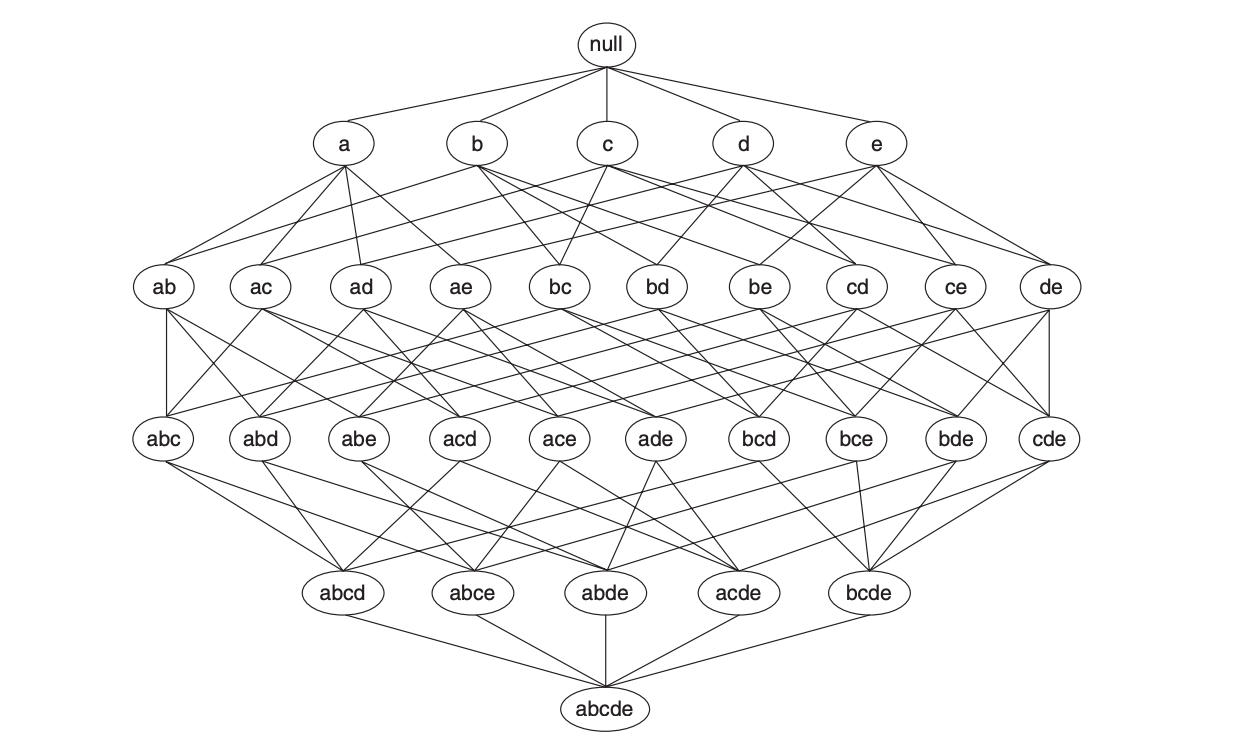 null
a b c d e
ab ac ad ae bc bd be cd ce de
abc abd abe acd ace ade bcd bce bde cde
abcd abce abde acde bcde
abcde